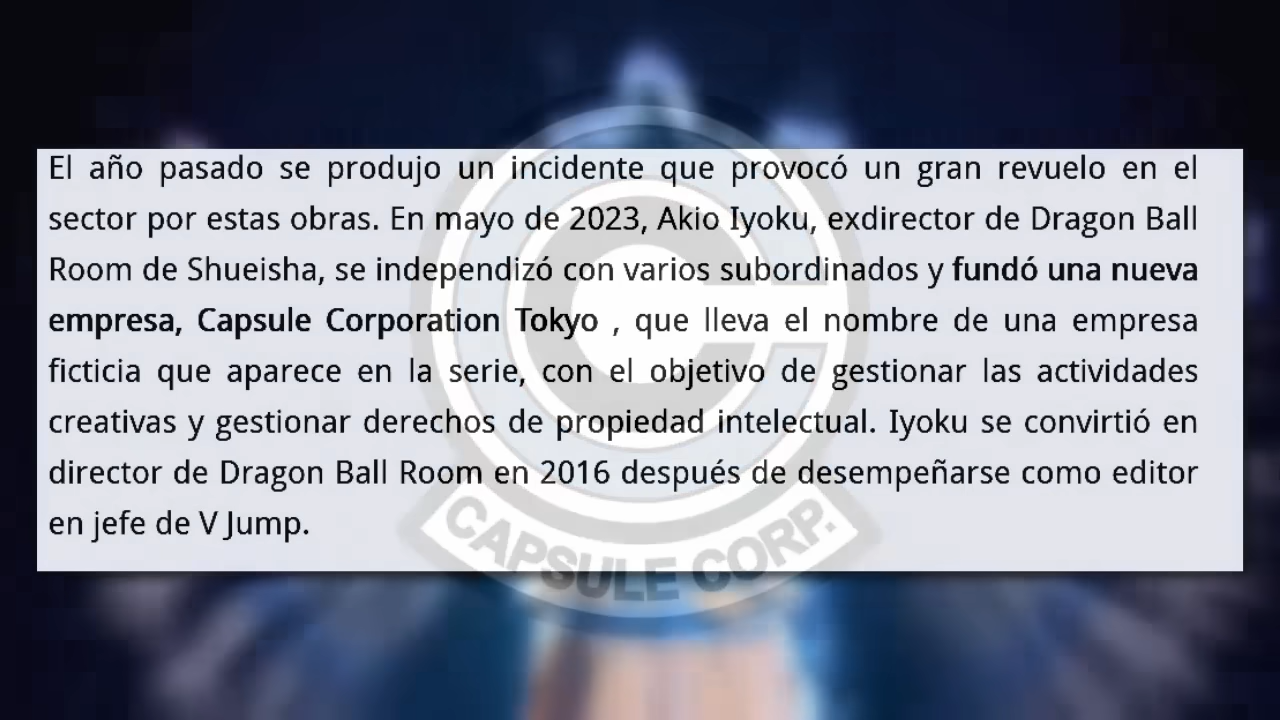 El año pasado se produjo un incidente que provocó un gran revuelo en el
sector por estas obras. En mayo de 2023, Akio Iyoku, exdirector de Dragon Ball
Room de Shueisha, se independizó con varios subordinados y fundó una nueva
empresa, Capsule Corporation Tokyo , que lleva el nombre de una empresa
ficticia que aparece en la serie, con el objetivo de gestionar las actividades
creativas y gestionar derechos de propiedad intelectual. Iyoku se convirtió en
director de Dragon Ball Room en 2016 después de desempeñarse como editor
en jefe de V Jump.
CAPSULE CORP.